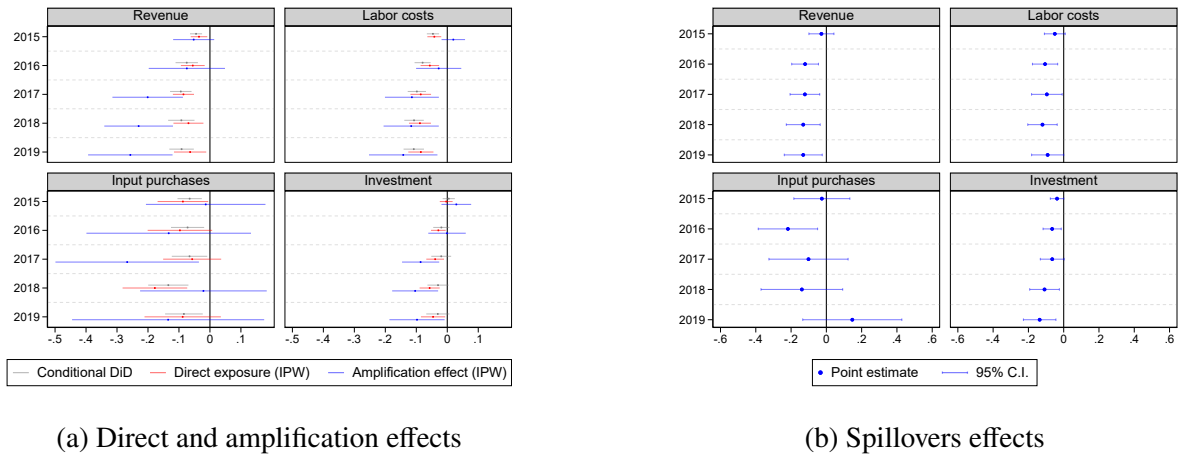 Revenue
Labor costs
2015
2016
2017
2018
2019
Input purchases
Investment
2015
2016
2017
2018
2019
-.5 -.4 -.3 -.2 -.1 0 .1
-.5 -.4 -.3 -.2 -.1 0 .1
Conditional DiD Direct exposure (IPW) Amplification effect (IPW)
(a) Direct and amplification effects
Revenue
Labor costs
2015
2016
2017
2018
2019
Input purchases
Investment
2015
2016
2017
2018
2019
-.6 -.4 -.2 0 .2 .4 .6
-.6 -.4 -.2 0 .2 .4 .6
Point estimate 95% C.I.
(b) Spillovers effects